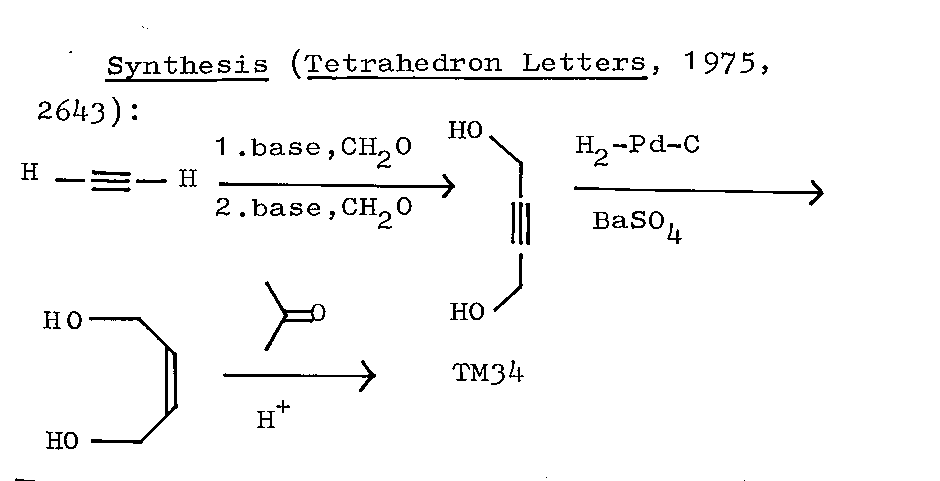 Synthesis (Tetrahedron Letters, 1975,
2643):
H H
1.base,CH2O
2.base,CH2O
HO
HO
H2-Pd-C
BaSO4
HO
HO
O
H+
TM34